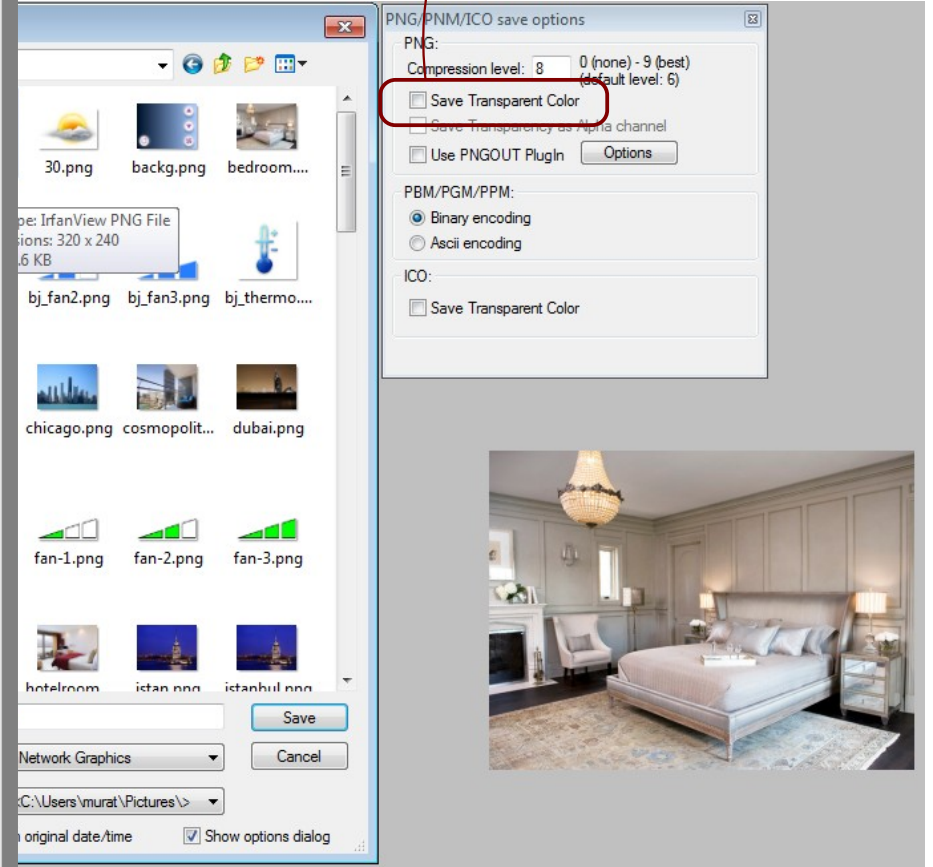 30.png backg.png bedroom....
pe: IrfanView PNG File
sions: 320 x 240
.6 KB
bj_fan2.png bj_fan3.png bj_thermo....
chicago.png cosmopolit... dubai.png
fan-1.png fan-2.png fan-3.png
hotelroom istan.png istanbul.png
Save
Network Graphics
Cancel
C:\Users\murat\Pictures\>
original date/time
Show options dialog
PNG/PNM/ICO save options
PNG:
Compression level: 8 0 (none) - 9 (best)
(default level: 6)
Save Transparent Color
Save Transparency as Alpha channel
Use PNGOUT PlugIn Options
PBM/PGM/PPM:
Binary encoding
Ascii encoding
ICO:
Save Transparent Color